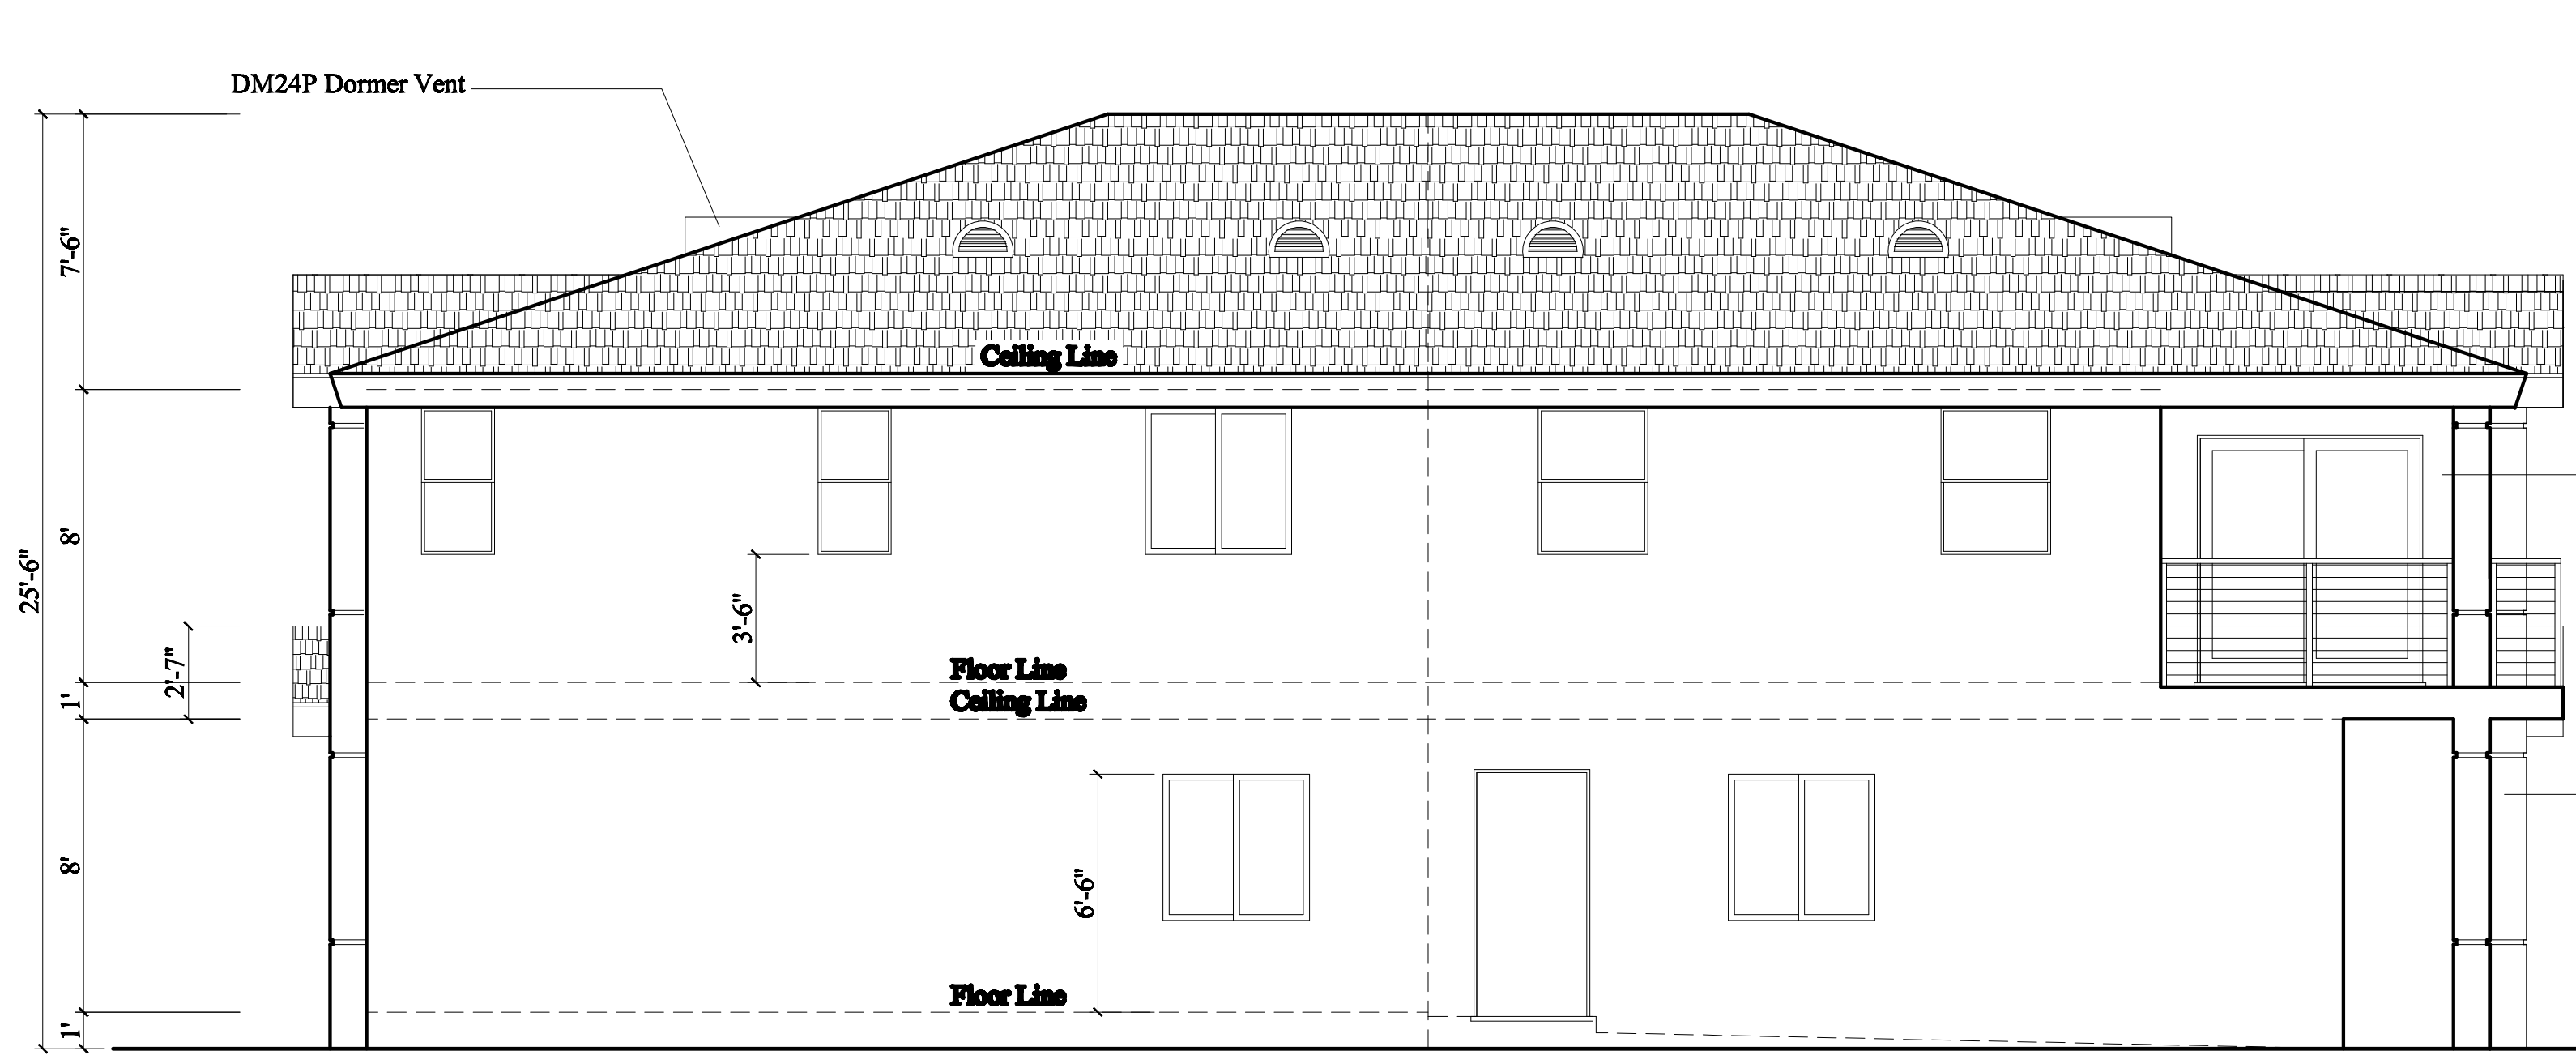 DM24P Dormer Vent
7'-6"
Ceiling Line
8'
25'-6"
3'-6"
2'-7"
Floor Line
1'
Ceiling Line
8'
6'-6"
Floor Line
1'